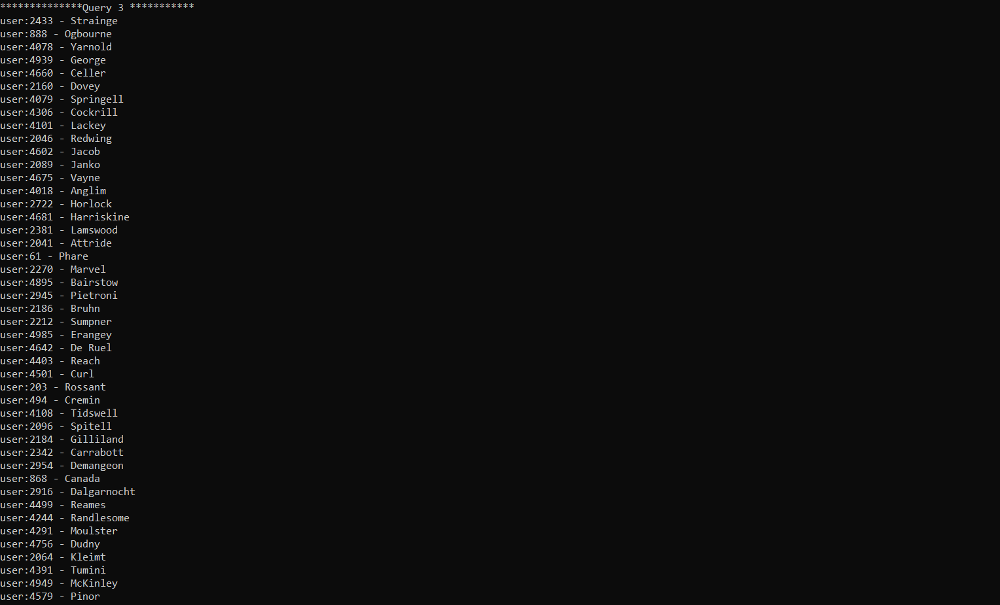 **************Query 3 ***********
user:2433 - Strainge
user:888 - Ogbourne
user:4078 - Yarnold
user:4939 - George
user:4660 - Celler
user:2160 - Dovey
user:4079 - Springell
user:4306 - Cockrill
user:4101 - Lackey
user:2046 - Redwing
user:4602 - Jacob
user:2089 - Janko
user:4675 - Vayne
user:4018 - Anglim
user:2722 - Horlock
user:4681 - Harriskine
user:2381 - Lamswood
user:2041 - Attride
user:61 - Phare
user:2270 - Marvel
user:4895 - Bairstow
user:2945 - Pietroni
user:2186 - Bruhn
user:2212 - Sumpner
user:4985 - Erangey
user:4642 - De Ruel
user:4403 - Reach
user:4501 - Curl
user:203 - Rossant
user:494 - Cremin
user:4108 - Tidswell
user:2096 - Spitell
user:2184 - Gilliland
user:2342 - Carrabott
user:2954 - Demangeon
user:868 - Canada
user:2916 - Dalgarnocht
user:4499 - Reames
user:4244 - Randlesome
user:4291 - Moulster
user:4756 - Dudny
user:2064 - Kleimt
user:4391 - Tumini
user:4949 - McKinley
user:4579 - Pinor